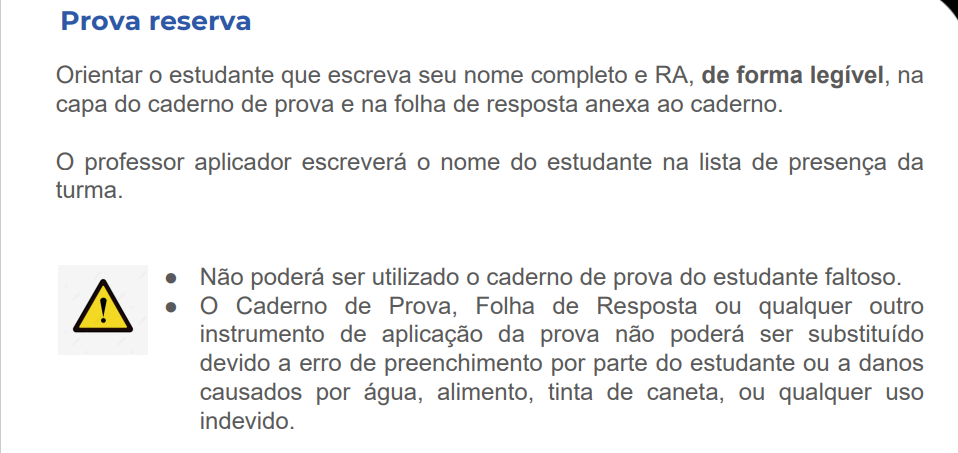 Prova reserva
Orientar o estudante que escreva seu nome completo e RA, de forma legível, na
capa do caderno de prova e na folha de resposta anexa ao caderno.
O professor aplicador escreverá o nome do estudante na lista de presença da
turma.
● Não poderá ser utilizado o caderno de prova do estudante faltoso.
● O Caderno de Prova, Folha de Resposta ou qualquer outro
instrumento de aplicação da prova não poderá ser substituído
devido a erro de preenchimento por parte do estudante ou a danos
causados por água, alimento, tinta de caneta, ou qualquer uso
indevido.